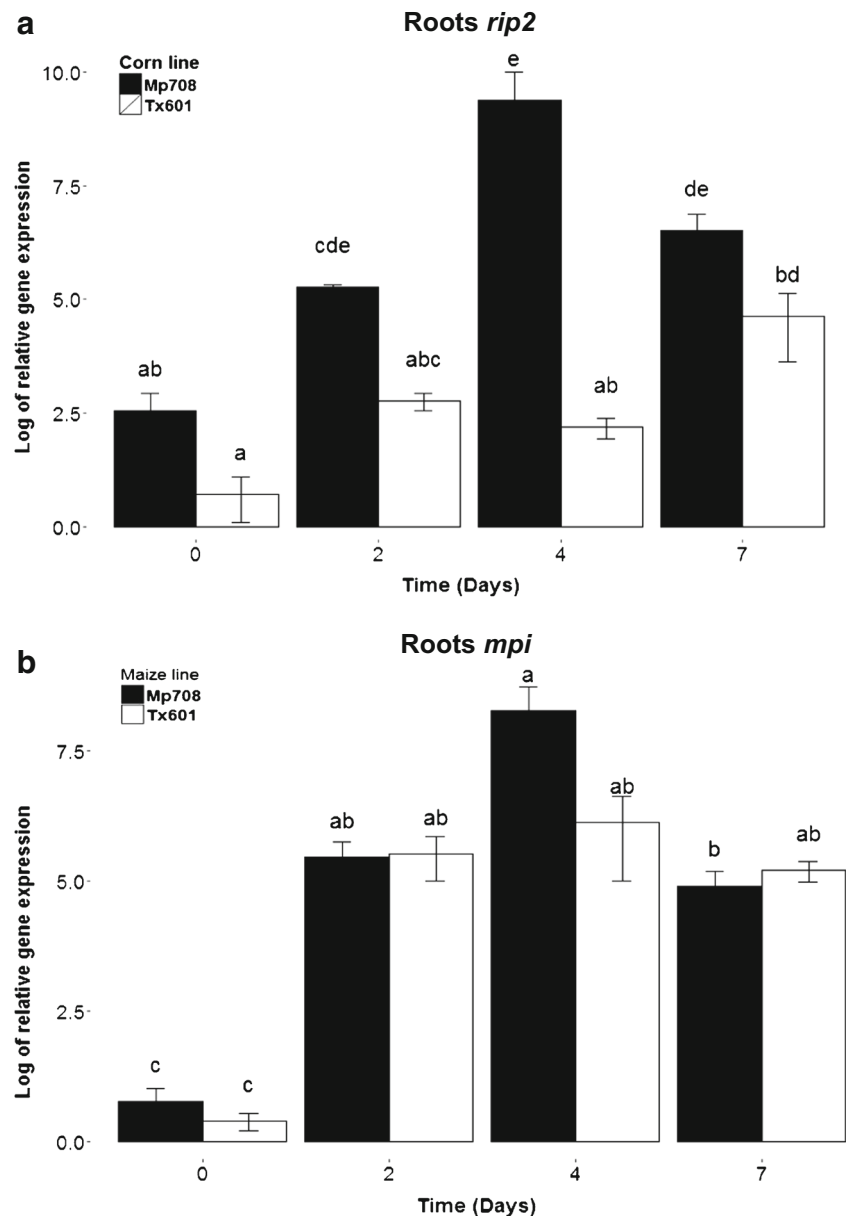 a
Roots rip2
Corn line
Mp708
Tx601
Log of relative gene expression
10.0
7.5
5.0
2.5
0.0
ab
a
cde
abc
e
ab
de
bd
0
2
4
7
Time (Days)
b
Roots mpi
Maize line
Mp708
Tx601
Log of relative gene expression
7.5
5.0
2.5
0.0
c
c
ab
ab
a
ab
b
ab
0
2
4
7
Time (Days)